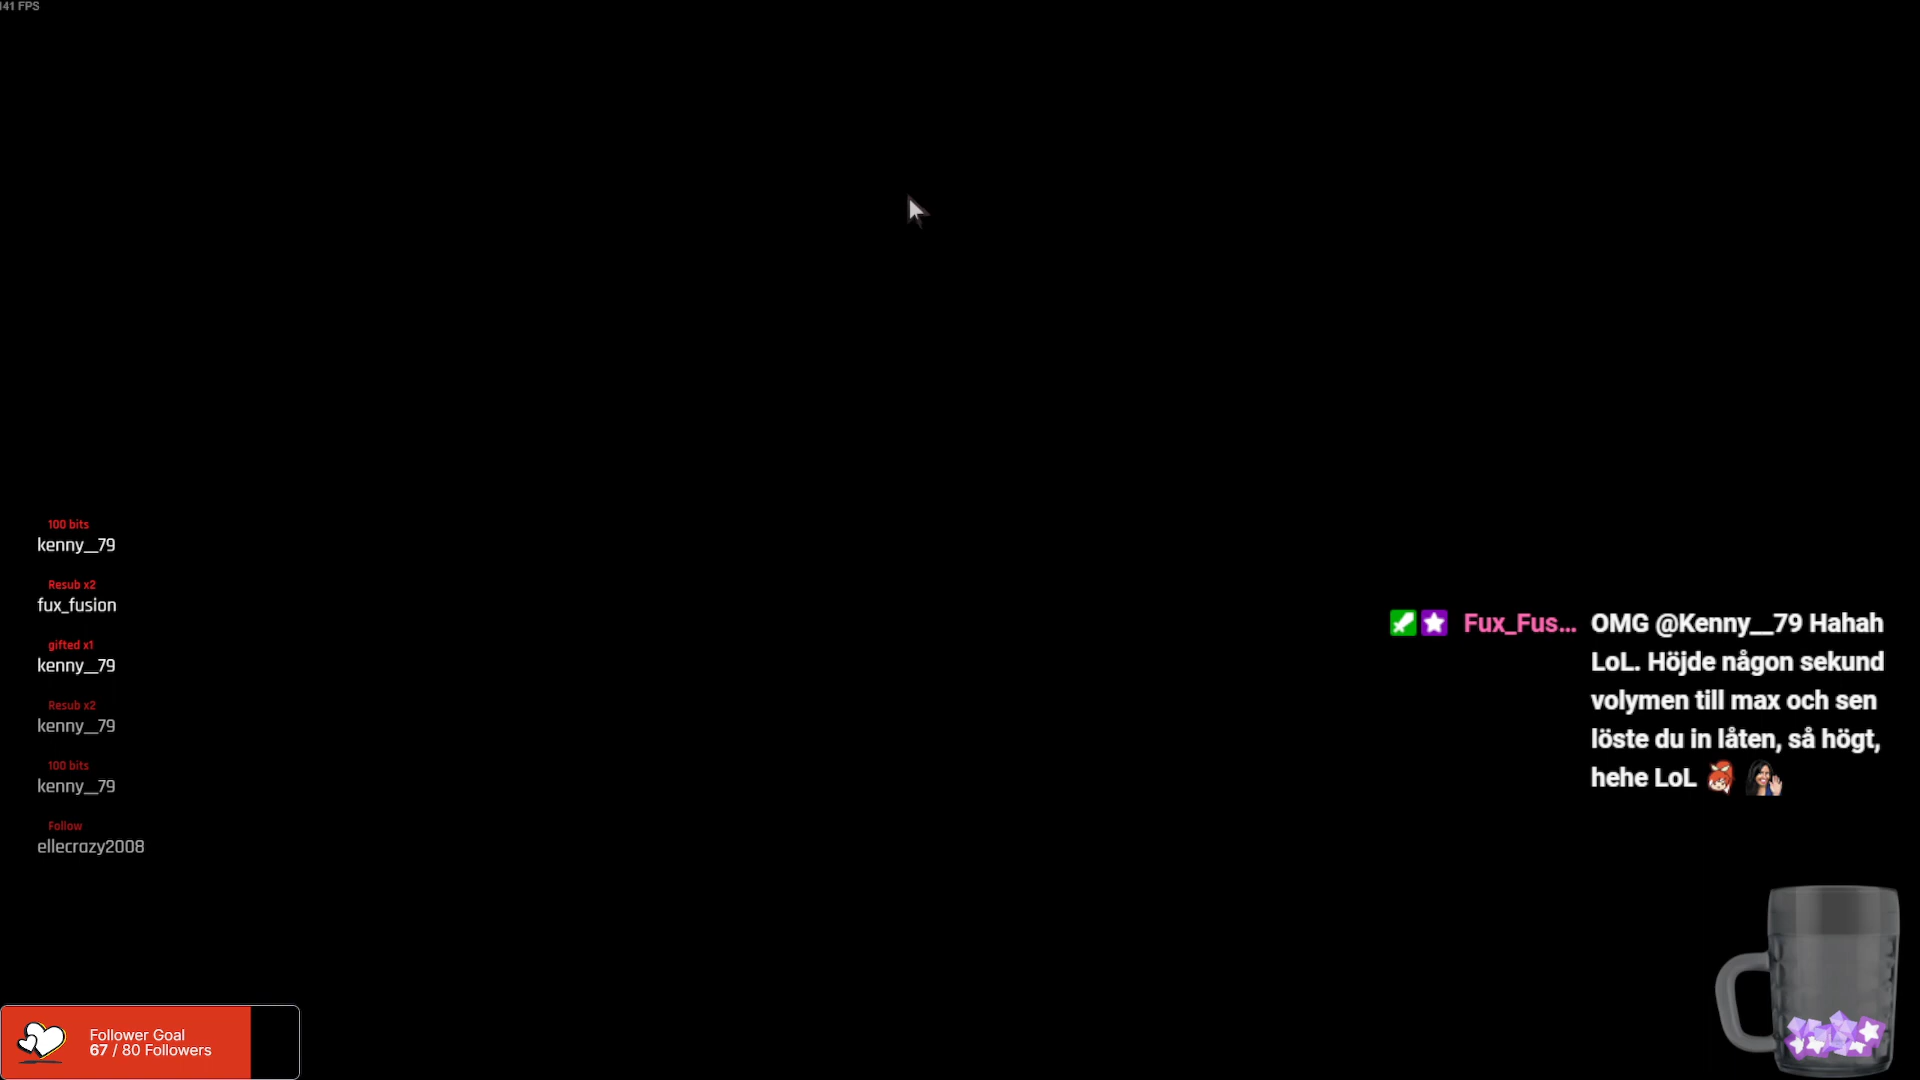 141 FPS
100 bits
kenny__79
Resub x2
fux_fusion
gifted x1
kenny__79
Resub x2
kenny__79
100 bits
kenny__79
Follow
ellecrazy2008
Fux_Fus... OMG @Kenny__79 Hahah
LoL. Höjde någon sekund
volymen till max och sen
löste du in låten, så högt,
hehe LoL
Follower Goal
67 / 80 Followers